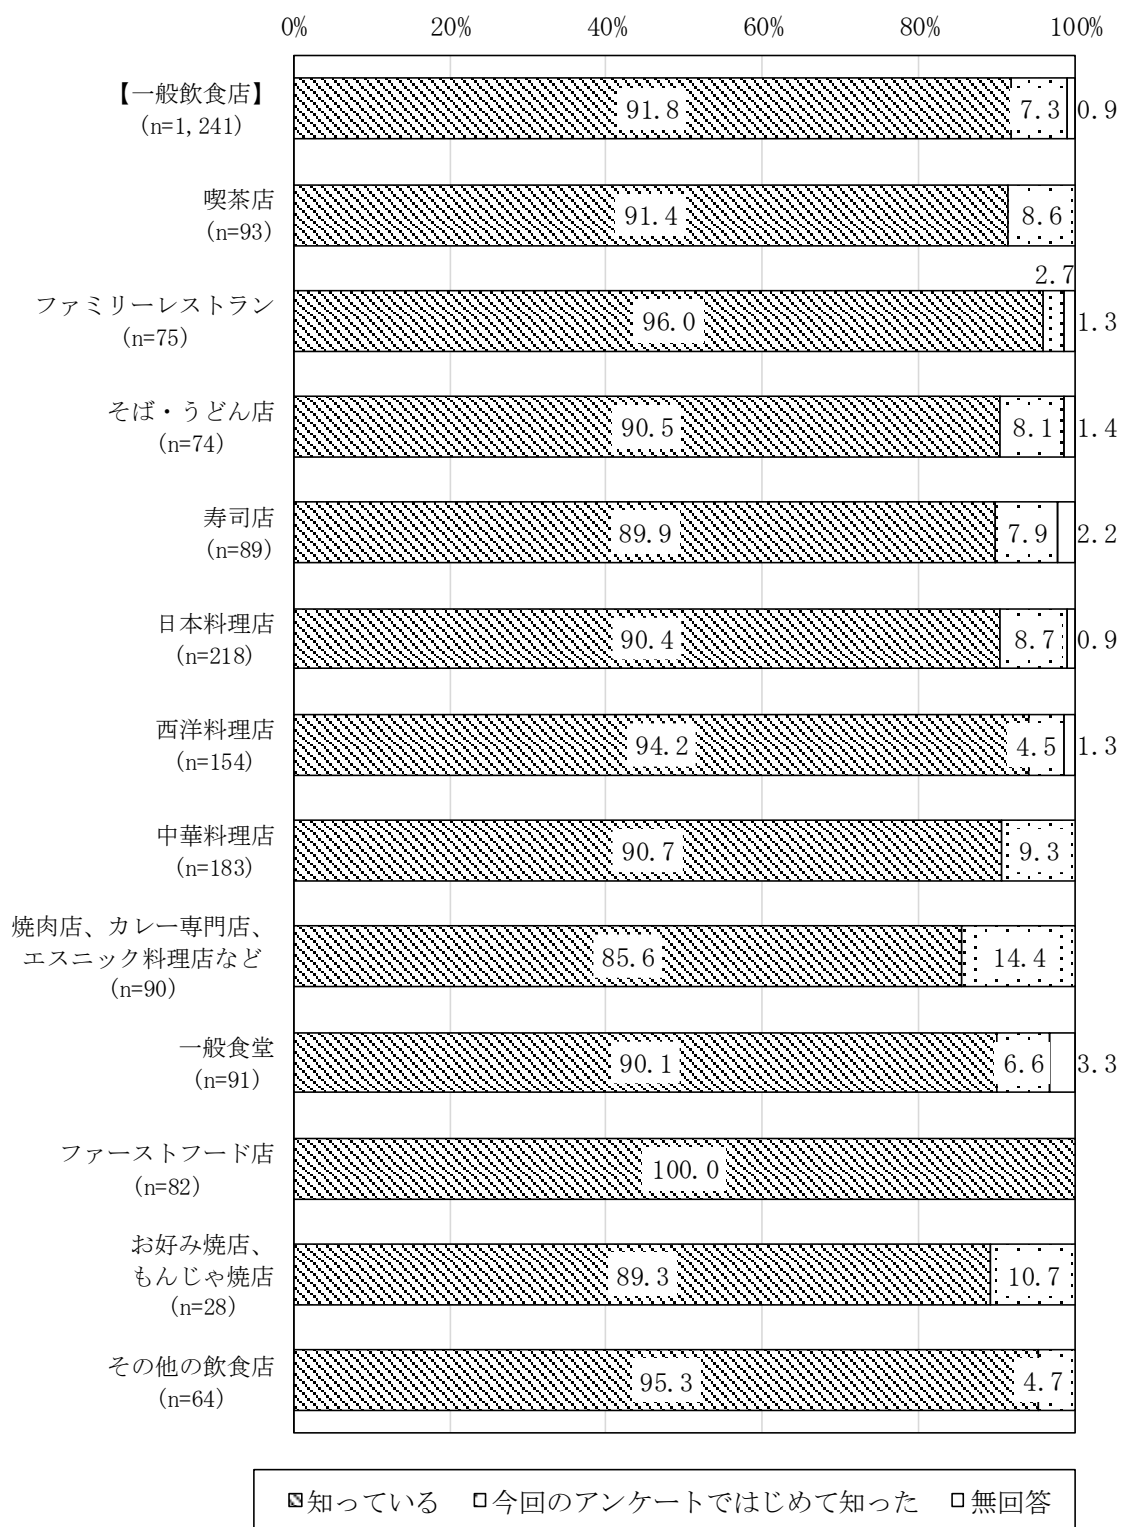 0% 20% 40% 60% 80% 100%
【一般飲食店】
(n=1,241)
91.8 7.3 0.9
喫茶店
(n=93)
91.4 8.6
ファミリーレストラン
(n=75)
96.0 2.7 1.3
そば・うどん店
(n=74)
90.5 8.1 1.4
寿司店
(n=89)
89.9 7.9 2.2
日本料理店
(n=218)
90.4 8.7 0.9
西洋料理店
(n=154)
94.2 4.5 1.3
中華料理店
(n=183)
90.7 9.3
焼肉店、カレー専門店、
エスニック料理店など
(n=90)
85.6 14.4
一般食堂
(n=91)
90.1 6.6 3.3
ファーストフード店
(n=82)
100.0
お好み焼店、
もんじゃ焼店
(n=28)
89.3 10.7
その他の飲食店
(n=64)
95.3 4.7
知っている 今回のアンケートではじめて知った 無回答